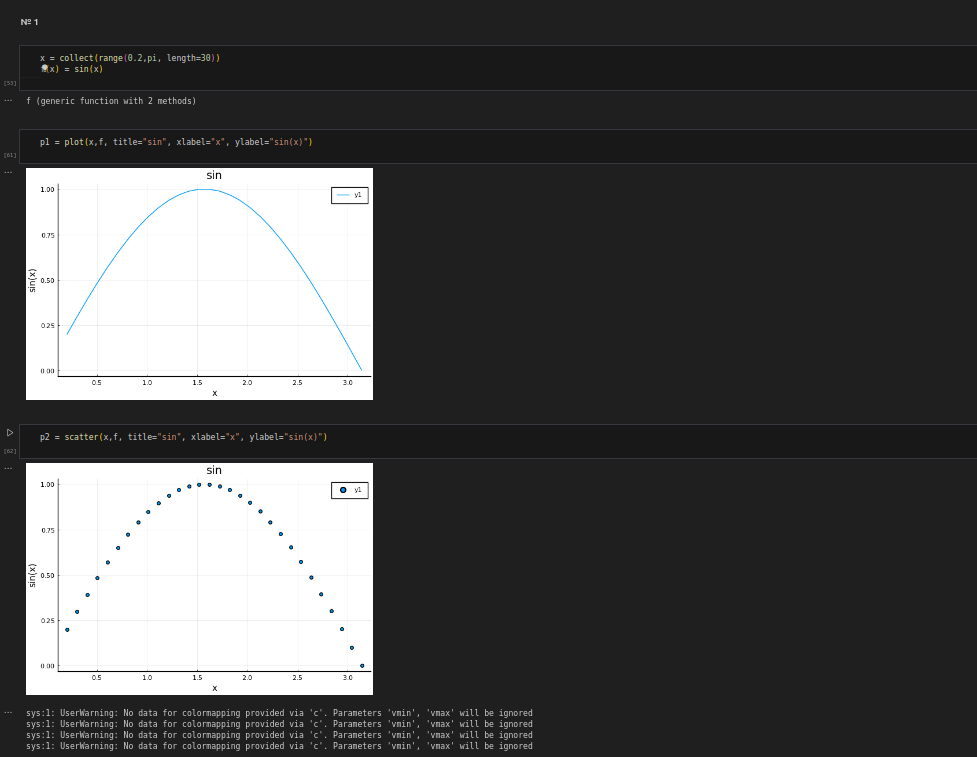 № 1
x = collect(range(0.2,pi, length=30))
(x) = sin(x)
[53]
... f (generic function with 2 methods)
p1 = plot(x,f, title="sin", xlabel="x", ylabel="sin(x)")
[61]
...
sin
y1
1.00
0.75
0.50
0.25
0.00
sin(x)
0.5 1.0 1.5 2.0 2.5 3.0
x
p2 = scatter(x,f, title="sin", xlabel="x", ylabel="sin(x)")
[62]
...
sin
y1
1.00
0.75
0.50
0.25
0.00
sin(x)
0.5 1.0 1.5 2.0 2.5 3.0
x
... sys:1: UserWarning: No data for colormapping provided via 'c'. Parameters 'vmin', 'vmax' will be ignored
sys:1: UserWarning: No data for colormapping provided via 'c'. Parameters 'vmin', 'vmax' will be ignored
sys:1: UserWarning: No data for colormapping provided via 'c'. Parameters 'vmin', 'vmax' will be ignored
sys:1: UserWarning: No data for colormapping provided via 'c'. Parameters 'vmin', 'vmax' will be ignored